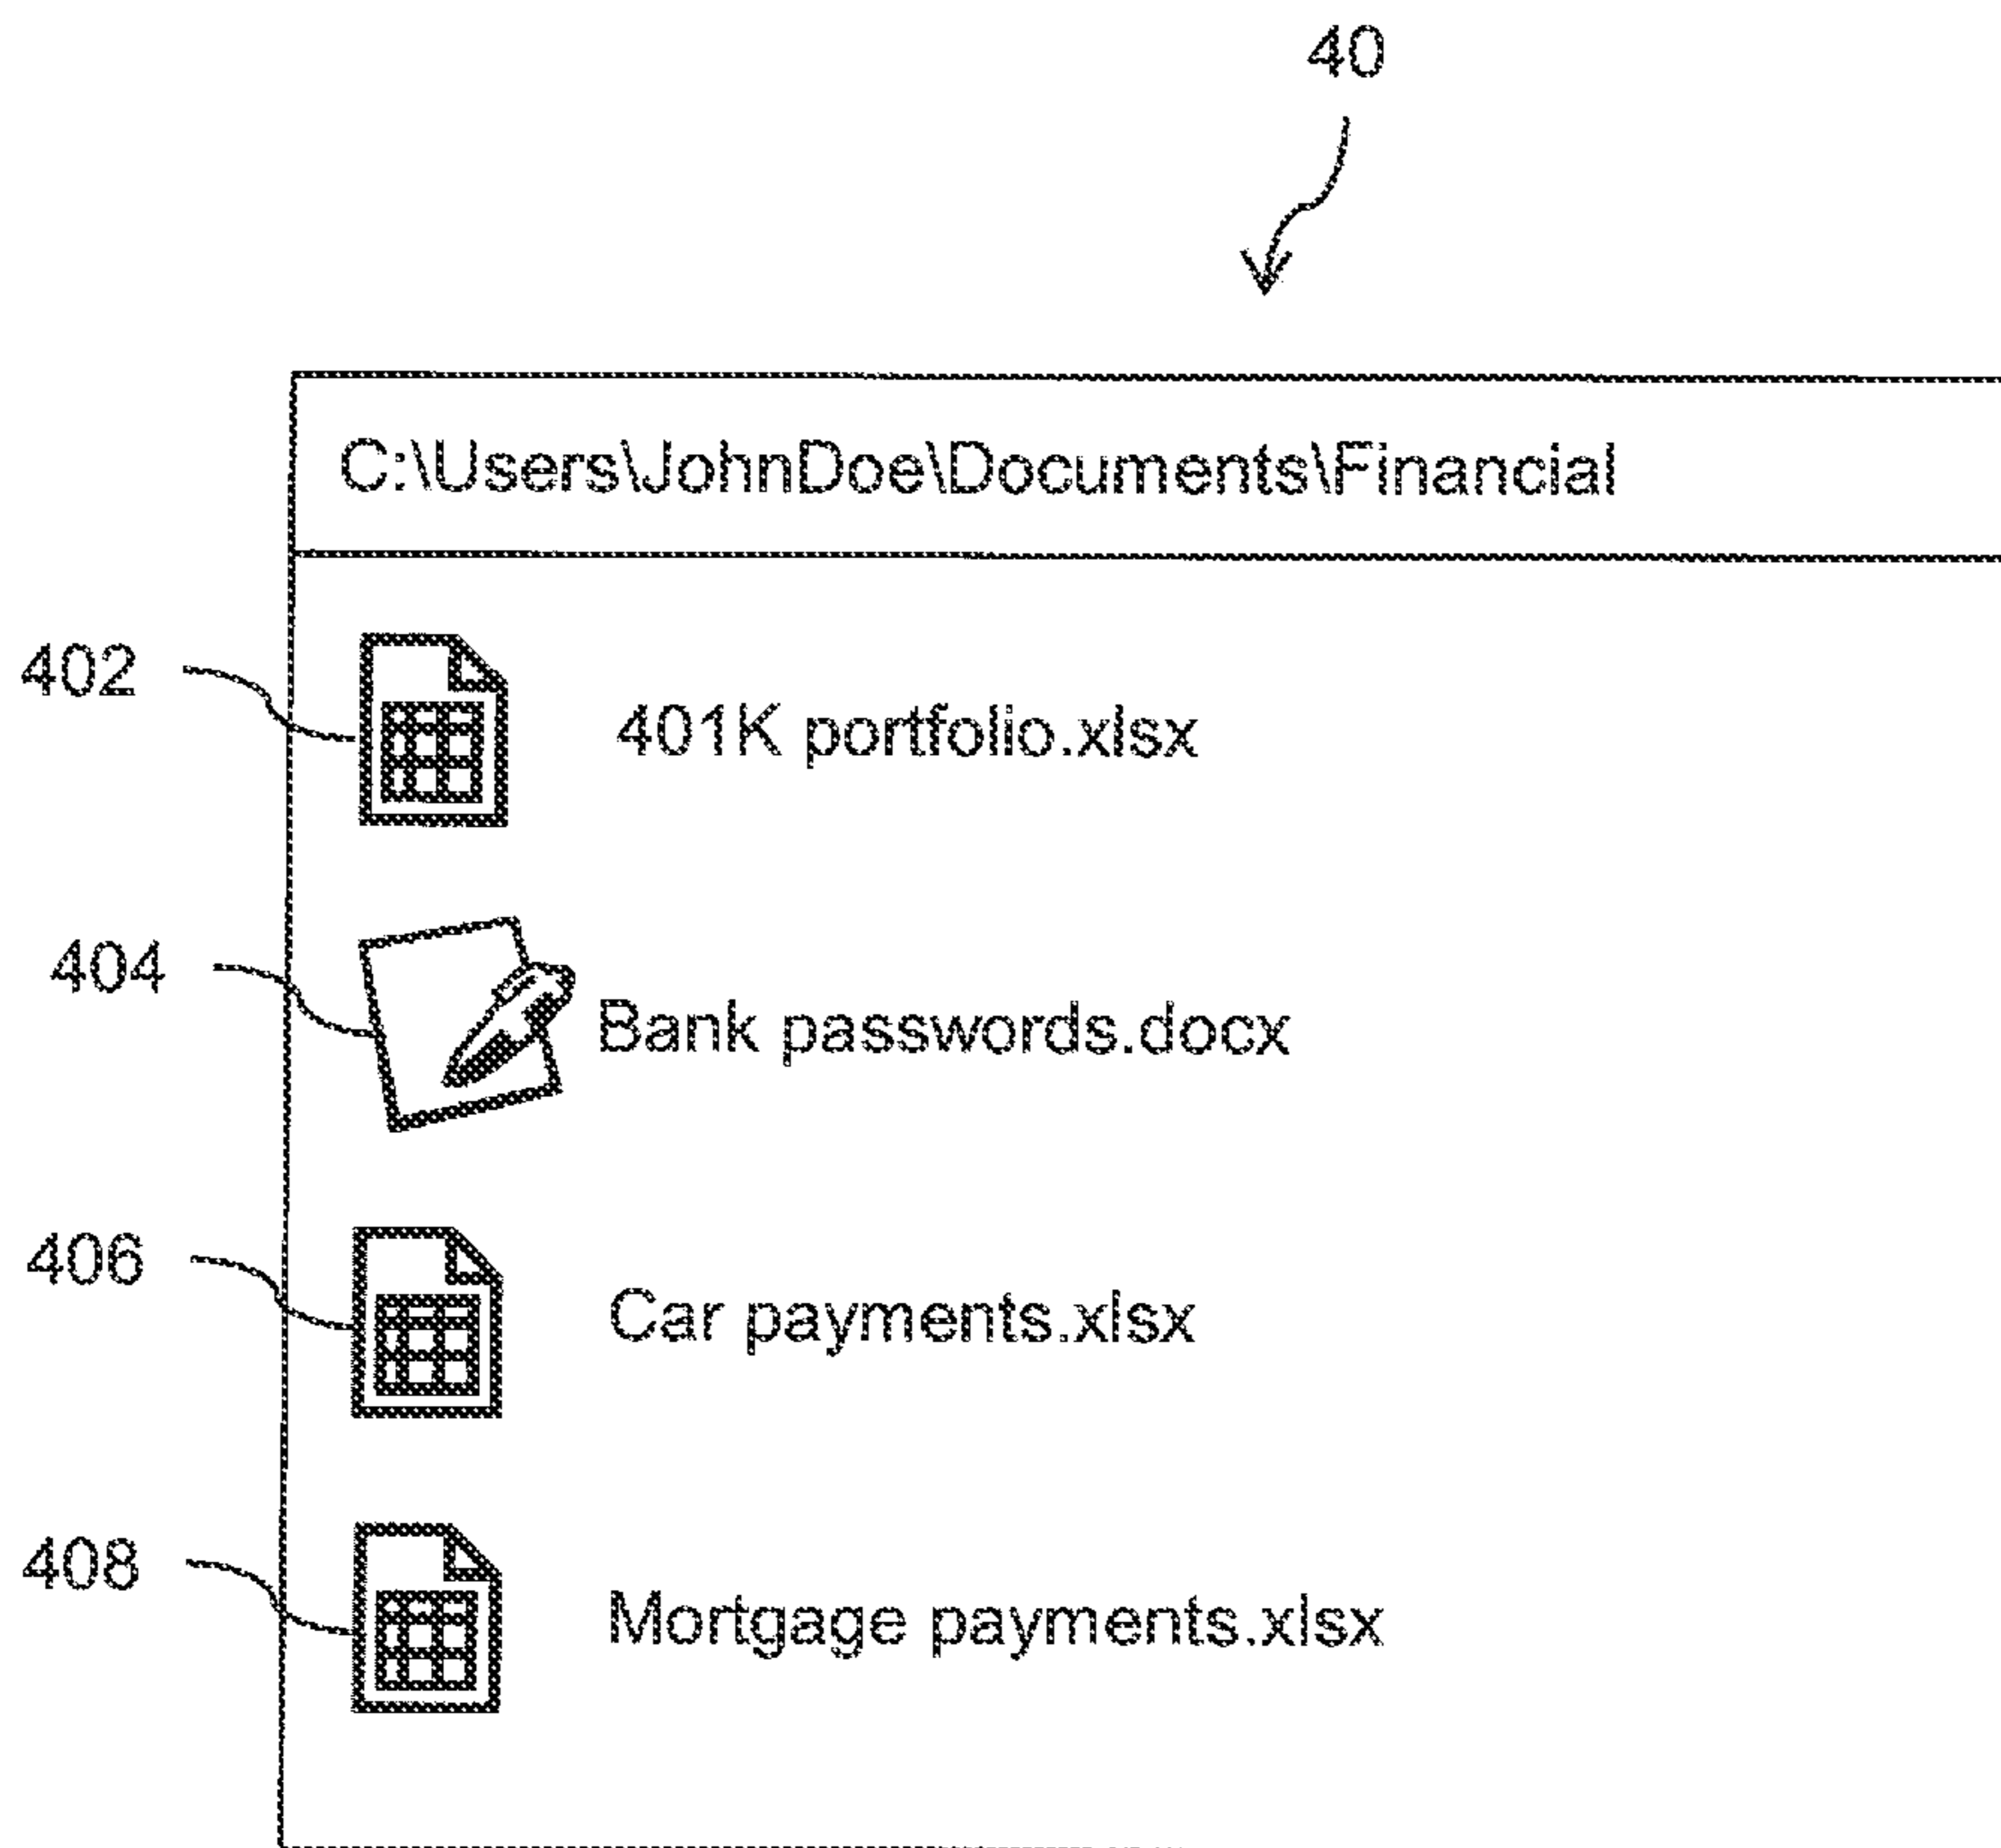 40
C:\Users\JohnDoe\Documents\Financial
402 401K portfolio.xlsx
404 Bank passwords.docx
406 Car payments.xlsx
408 Mortgage payments.xlsx